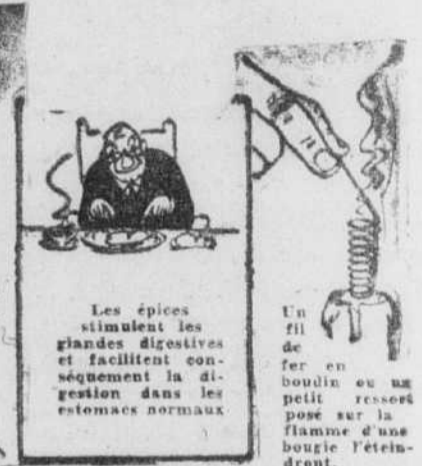 Les épices
stimulent les
glandes digestives
et facilitent con-
séquement la di-
gestion dans les
estomacs normaux
Un
fil
de
fer en
boudin ou un
petit ressort
posé sur la
flamme d'une
bougie l'étein-
dront